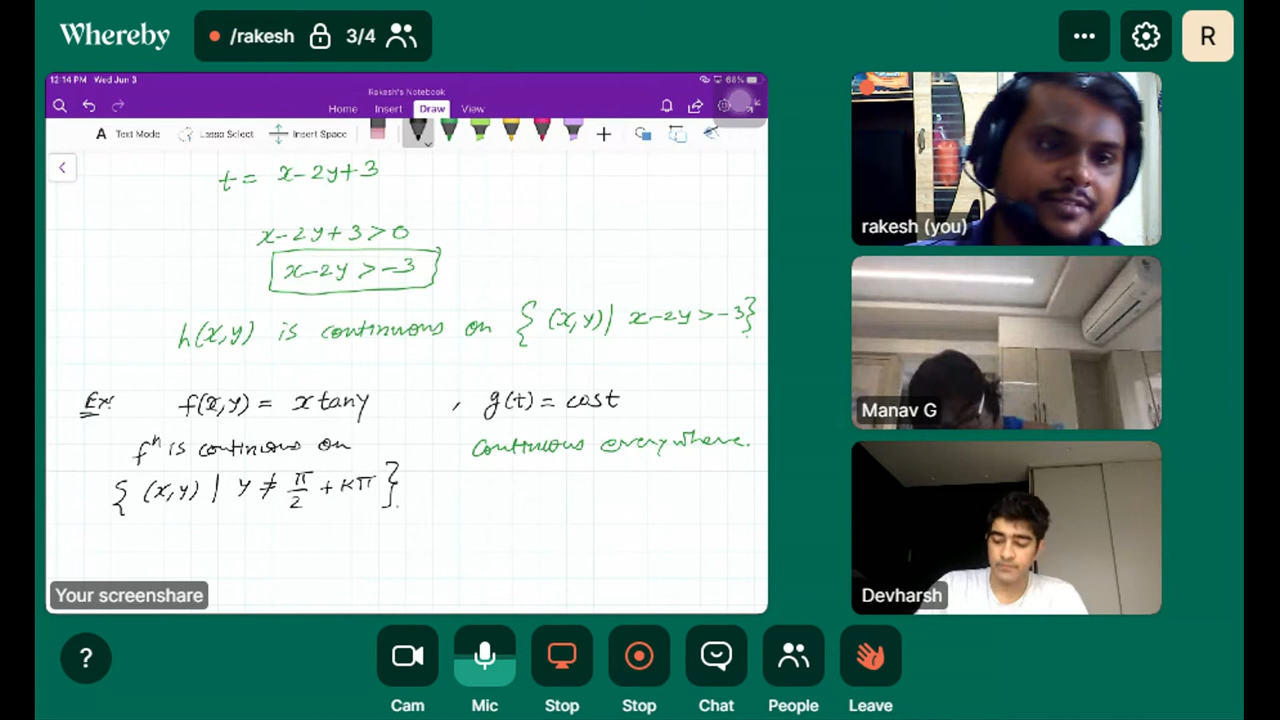 Whereby
/rakesh 3/4
R
12:14 PM Wed Jun 3
68%
Rakesh's Notebook
Home Insert Draw View
A Text Mode Lasso Select Insert Space
t = x-2y+3
x-2y+3>0
x-2y > -3
h(x,y) is continuous on { (x,y) | x-2y>-3}
Ex: f(x,y) = x tany , g(t) = cost
fⁿ is continuous on continuous everywhere.
{ (x,y) | y ≠ π/2 + Kπ }.
Your screenshare
rakesh (you)
Manav G
Devharsh
?
Cam Mic Stop Stop Chat People Leave